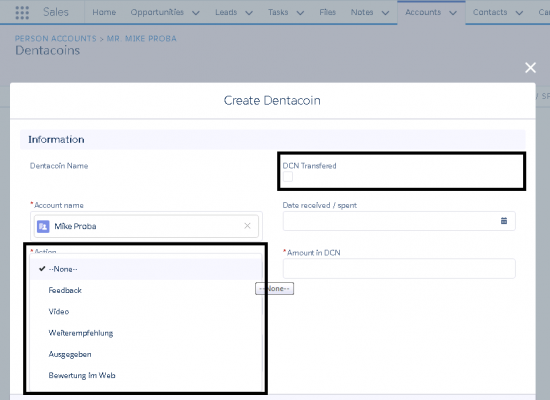 Sales Home Opportunities Leads Tasks Files Notes Accounts Contacts
PERSON ACCOUNTS > MR. MIKE PROBA
Dentacoins
Create Dentacoin
Information
Dentacoin Name
DCN Transfered
*Account name
Date received / spent
Mike Proba
*Action
*Amount in DCN
--None--
Feedback
--None--
Video
Weiterempfehlung
Ausgegeben
Bewertung im Web